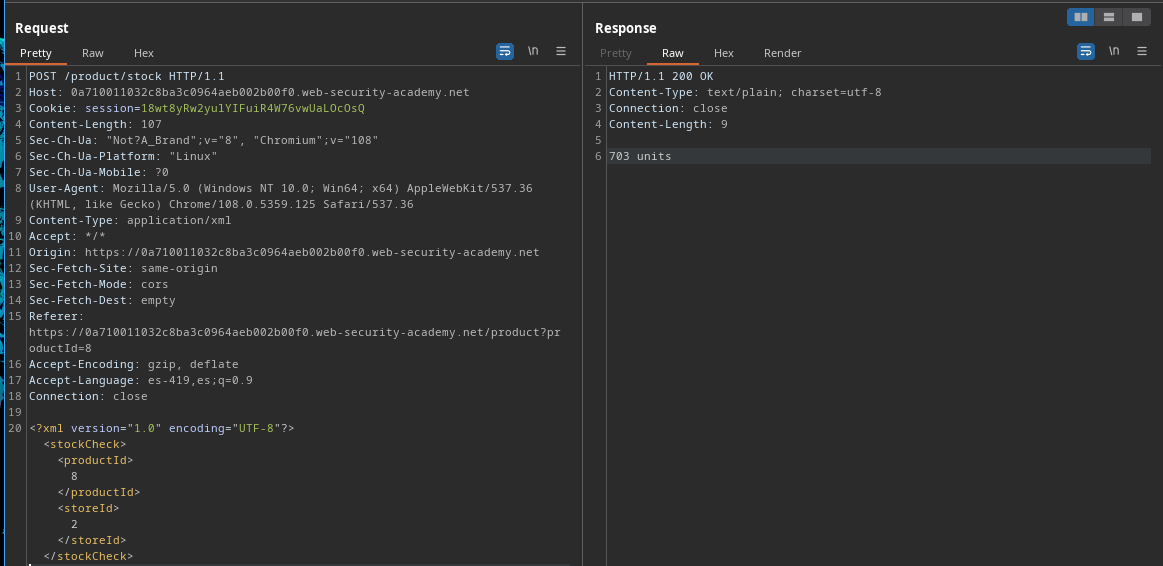 Request
Pretty Raw Hex
\n
1 POST /product/stock HTTP/1.1
2 Host: 0a710011032c8ba3c0964aeb002b00f0.web-security-academy.net
3 Cookie: session=18wt8yRw2yulYIFuiR4W76vwUaLOcOsQ
4 Content-Length: 107
5 Sec-Ch-Ua: "Not?A_Brand";v="8", "Chromium";v="108"
6 Sec-Ch-Ua-Platform: "Linux"
7 Sec-Ch-Ua-Mobile: ?0
8 User-Agent: Mozilla/5.0 (Windows NT 10.0; Win64; x64) AppleWebKit/537.36
(KHTML, like Gecko) Chrome/108.0.5359.125 Safari/537.36
9 Content-Type: application/xml
10 Accept: */*
11 Origin: https://0a710011032c8ba3c0964aeb002b00f0.web-security-academy.net
12 Sec-Fetch-Site: same-origin
13 Sec-Fetch-Mode: cors
14 Sec-Fetch-Dest: empty
15 Referer:
https://0a710011032c8ba3c0964aeb002b00f0.web-security-academy.net/product?pr
oductId=8
16 Accept-Encoding: gzip, deflate
17 Accept-Language: es-419,es;q=0.9
18 Connection: close
19
20 <?xml version="1.0" encoding="UTF-8"?>
<stockCheck>
<productId>
8
</productId>
<storeId>
2
</storeId>
</stockCheck>
Response
Pretty Raw Hex Render
\n
1 HTTP/1.1 200 OK
2 Content-Type: text/plain; charset=utf-8
3 Connection: close
4 Content-Length: 9
5
6 703 units